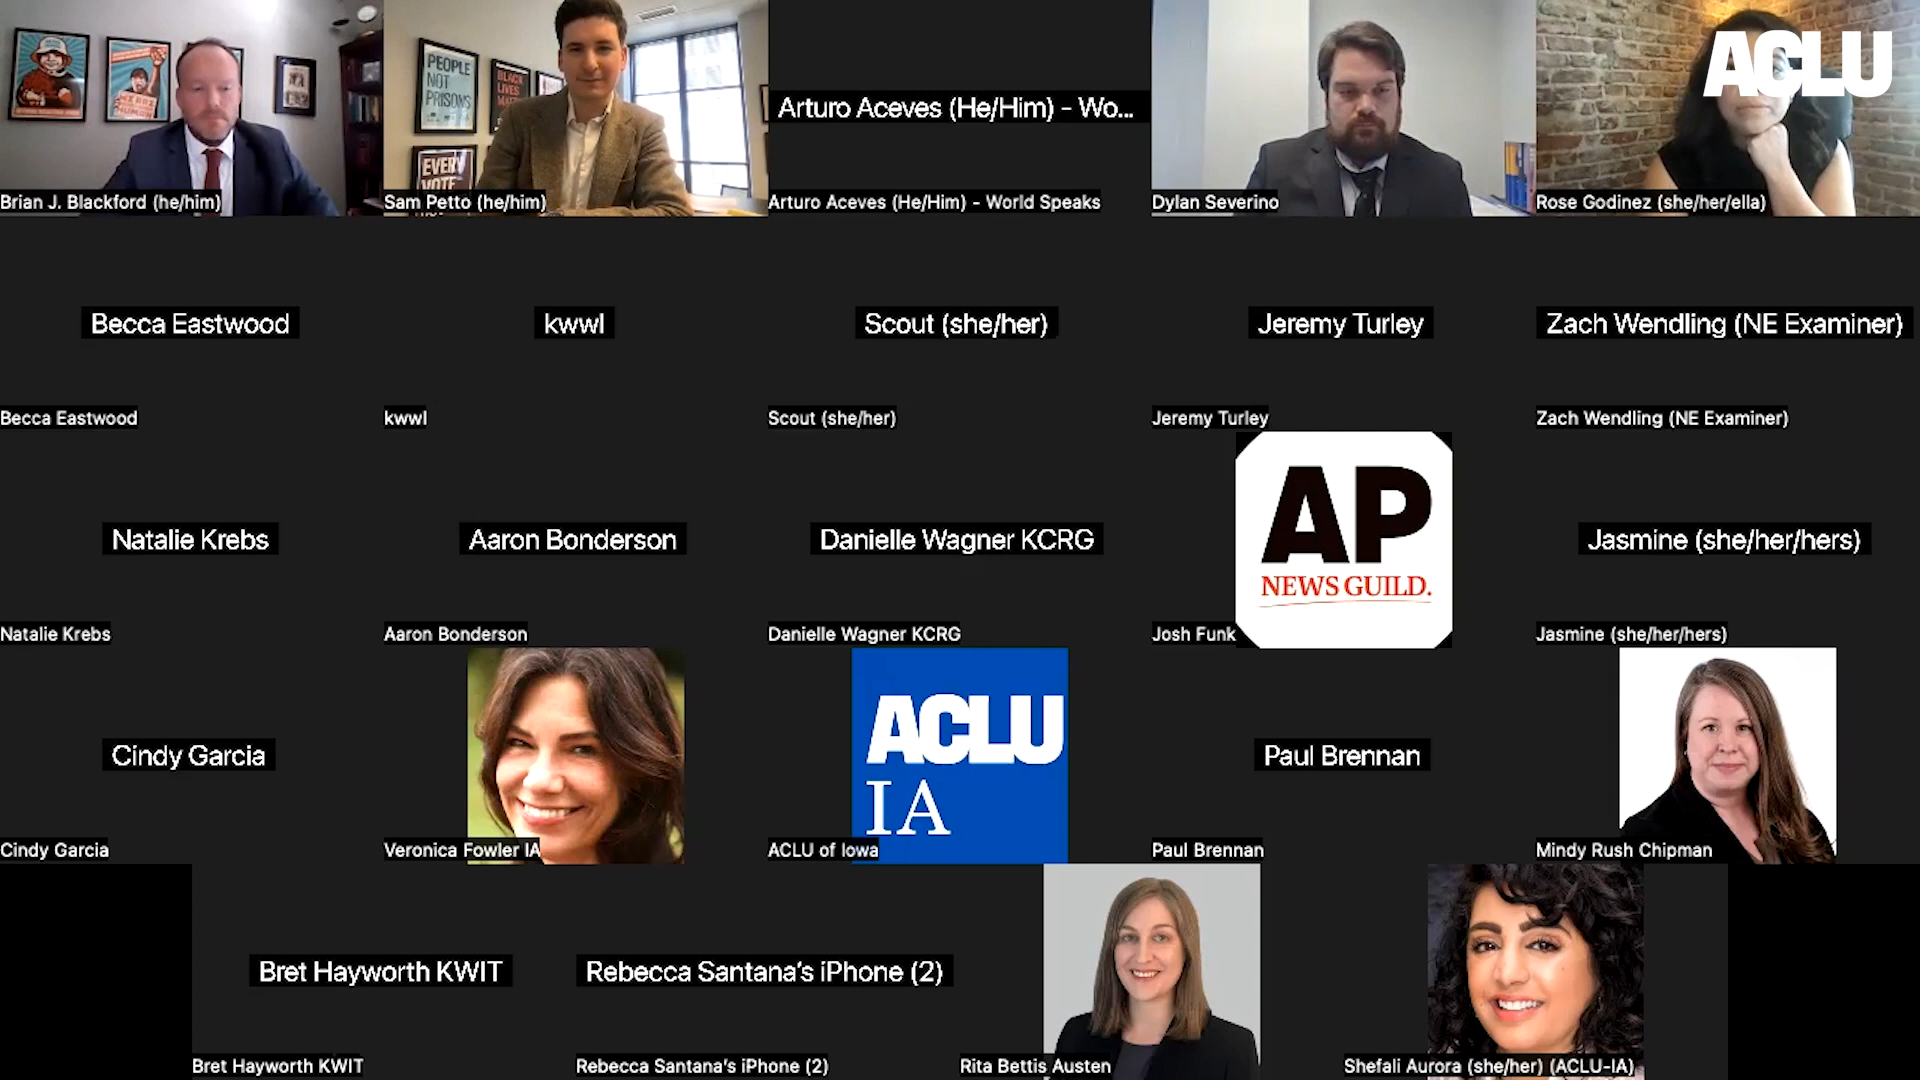 PEOPLE
NOT
PRISONS
BLACK
LIVES
EVERY
VOTE
Arturo Aceves (He/Him) - Wo...
ACLU
Brian J. Blackford (he/him)
Sam Petto (he/him)
Arturo Aceves (He/Him) - World Speaks
Dylan Severino
Rose Godinez (she/her/ella)
Becca Eastwood
kwwl
Scout (she/her)
Jeremy Turley
Zach Wendling (NE Examiner)
Becca Eastwood
kwwl
Scout (she/her)
Jeremy Turley
Zach Wendling (NE Examiner)
Natalie Krebs
Aaron Bonderson
Danielle Wagner KCRG
AP
NEWS GUILD.
Jasmine (she/her/hers)
Natalie Krebs
Aaron Bonderson
Danielle Wagner KCRG
Josh Funk
Jasmine (she/her/hers)
Cindy Garcia
ACLU
IA
Paul Brennan
Cindy Garcia
Veronica Fowler IA
ACLU of Iowa
Paul Brennan
Mindy Rush Chipman
Bret Hayworth KWIT
Rebecca Santana's iPhone (2)
Bret Hayworth KWIT
Rebecca Santana's iPhone (2)
Rita Bettis Austen
Shefali Aurora (she/her) (ACLU-IA)